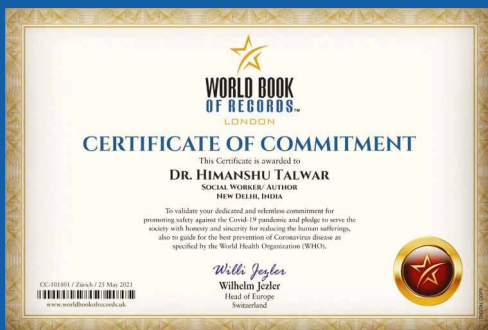 WORLD BOOK
OF RECORDS™
LONDON
CERTIFICATE OF COMMITMENT
This Certificate is awarded to
DR. HIMANSHU TALWAR
SOCIAL WORKER/ AUTHOR
NEW DELHI, INDIA
To validate your dedicated and relentless commitment for
promoting safety against the Covid-19 pandemic and pledge to serve the
society with honesty and sincerity for reducing the human sufferings,
also to guide for the best prevention of Coronavirus disease as
specified by the World Health Organization (WHO).
Willi Jezler
Wilhelm Jezler
Head of Europe
Switzerland
CC-101801 / Zürich / 25 May 2021
www.worldbookofrecords.uk
DIGITAL COPY